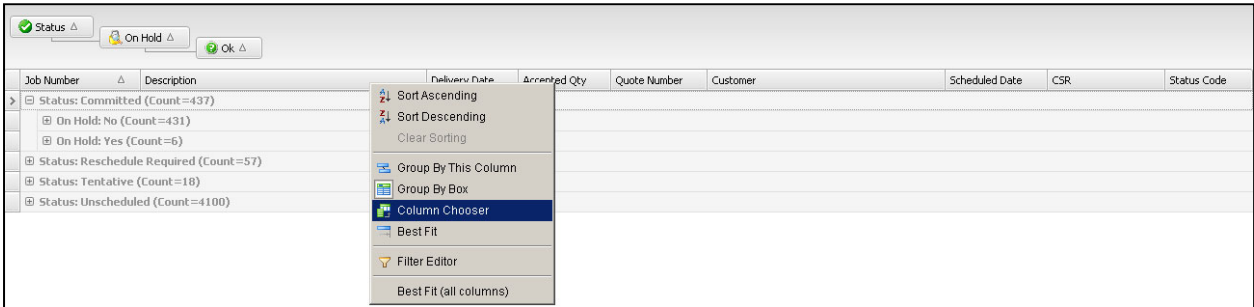 Status
On Hold
Ok
Job Number Description Delivery Date Accepted Qty Quote Number Customer Scheduled Date CSR Status Code
Status: Committed (Count=437)
On Hold: No (Count=431)
On Hold: Yes (Count=6)
Status: Reschedule Required (Count=57)
Status: Tentative (Count=18)
Status: Unscheduled (Count=4100)
Sort Ascending
Sort Descending
Clear Sorting
Group By This Column
Group By Box
Column Chooser
Best Fit
Filter Editor
Best Fit (all columns)